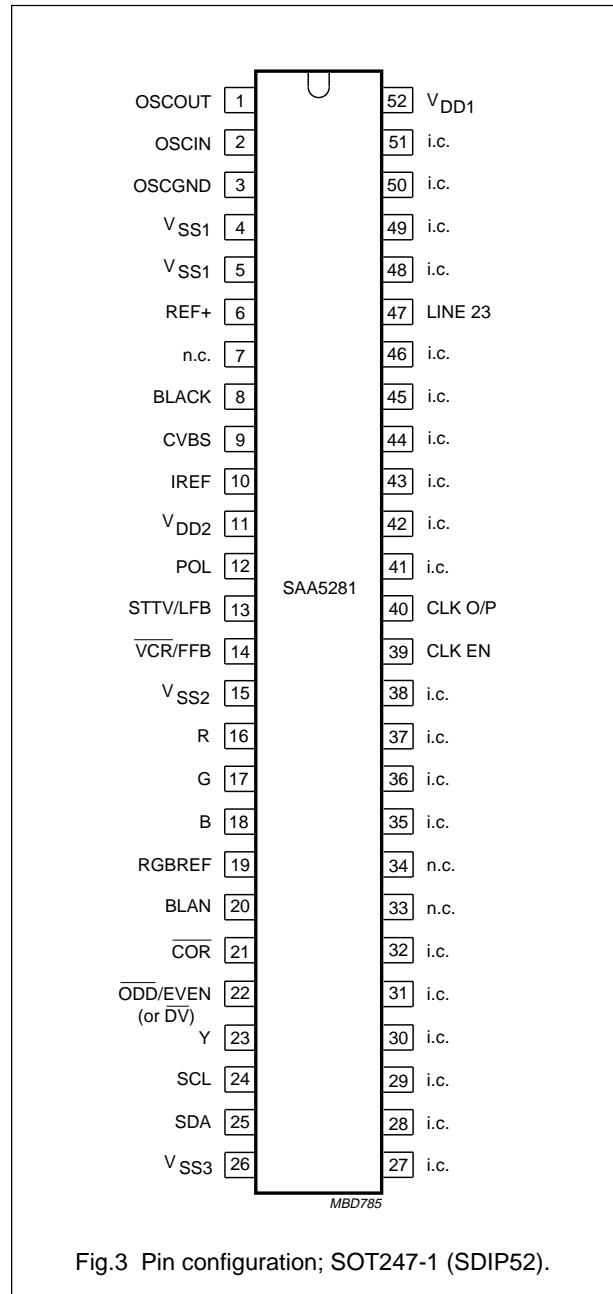 OSCOUT 1 52 VDD1
OSCIN 2 51 i.c.
OSCGND 3 50 i.c.
VSS1 4 49 i.c.
VSS1 5 48 i.c.
REF+ 6 47 LINE 23
n.c. 7 46 i.c.
BLACK 8 45 i.c.
CVBS 9 44 i.c.
IREF 10 43 i.c.
VDD2 11 42 i.c.
POL 12 41 i.c.
SAA5281
STTV/LFB 13 40 CLK O/P
V̅C̅R̅/FFB 14 39 CLK EN
VSS2 15 38 i.c.
R 16 37 i.c.
G 17 36 i.c.
B 18 35 i.c.
RGBREF 19 34 n.c.
BLAN 20 33 n.c.
C̅O̅R̅ 21 32 i.c.
O̅D̅D̅/EVEN 22 31 i.c.
(or D̅V̅)
Y 23 30 i.c.
SCL 24 29 i.c.
SDA 25 28 i.c.
VSS3 26 27 i.c.
MBD785
Fig.3 Pin configuration; SOT247-1 (SDIP52).